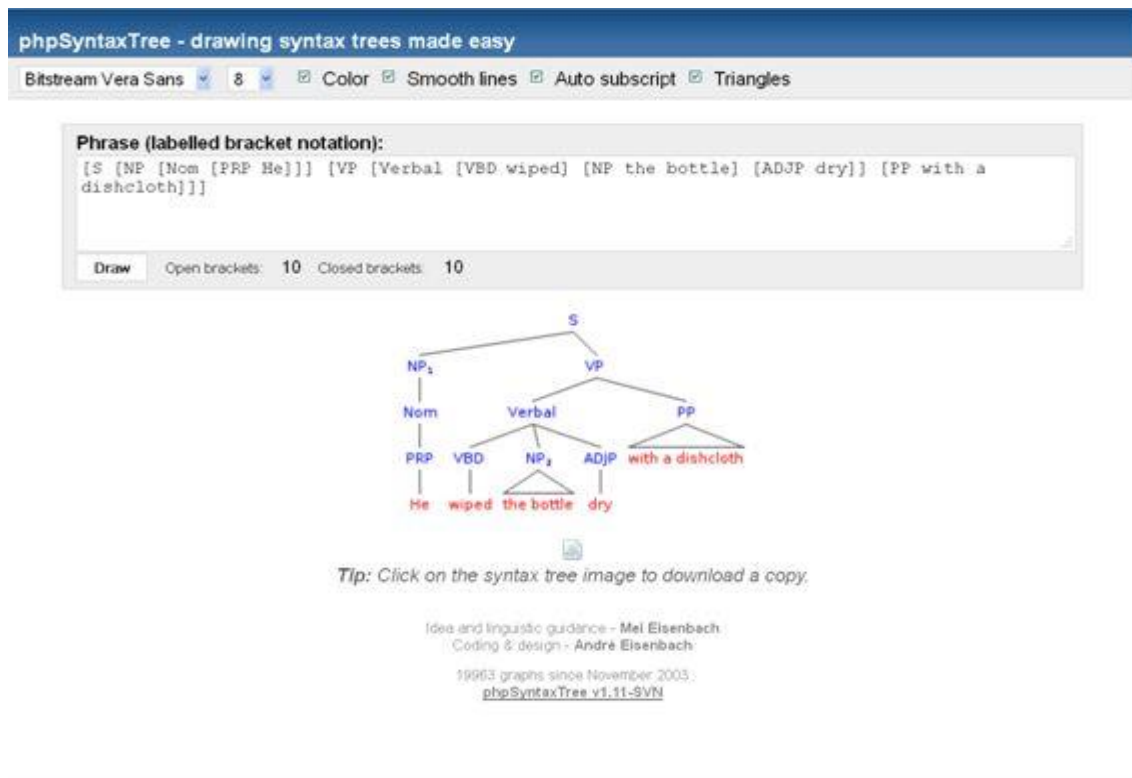 phpSyntaxTree - drawing syntax trees made easy
Bitstream Vera Sans 8 Color Smooth lines Auto subscript Triangles
Phrase (labelled bracket notation):
[S [NP [Nom [PRP He]]] [VP [Verbal [VBD wiped] [NP the bottle] [ADJP dry]] [PP with a
dishcloth]]]
Draw Open brackets: 10 Closed brackets: 10
S
NP₁ VP
Nom Verbal PP
PRP VBD NP₂ ADJP with a dishcloth
He wiped the bottle dry
Tip: Click on the syntax tree image to download a copy.
Idea and linguistic guidance - Mei Eisenbach
Coding & design - André Eisenbach
19963 graphs since November 2003
phpSyntaxTree v1.11-SVN